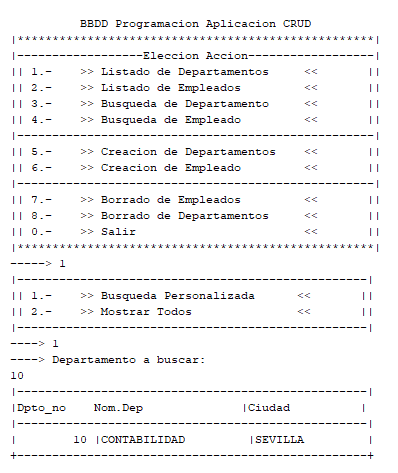 BBDD Programacion Aplicacion CRUD
|***************************************************|
|------------------Eleccion Accion------------------|
|| 1.-    >> Listado de Departamentos     <<       ||
|| 2.-    >> Listado de Empleados         <<       ||
|| 3.-    >> Busqueda de Departamento     <<       ||
|| 4.-    >> Busqueda de Empleado         <<       ||
|---------------------------------------------------|
|| 5.-    >> Creacion de Departamentos    <<       ||
|| 6.-    >> Creacion de Empleado         <<       ||
|---------------------------------------------------|
|| 7.-    >> Borrado de Empleados         <<       ||
|| 8.-    >> Borrado de Departamentos     <<       ||
|| 0.-    >> Salir                        <<       ||
|***************************************************|
-----> 1
|--------------------------------------------------|
|| 1.-    >> Busqueda Personalizada      <<       ||
|| 2.-    >> Mostrar Todos               <<       ||
|--------------------------------------------------|
----> 1
----> Departamento a buscar:
10
|--------------------------------------------------|
|Dpto_no    Nom.Dep              |Ciudad          |
|--------------------------------------------------|
|        10 |CONTABILIDAD         |SEVILLA         |
+--------------------------------------------------+